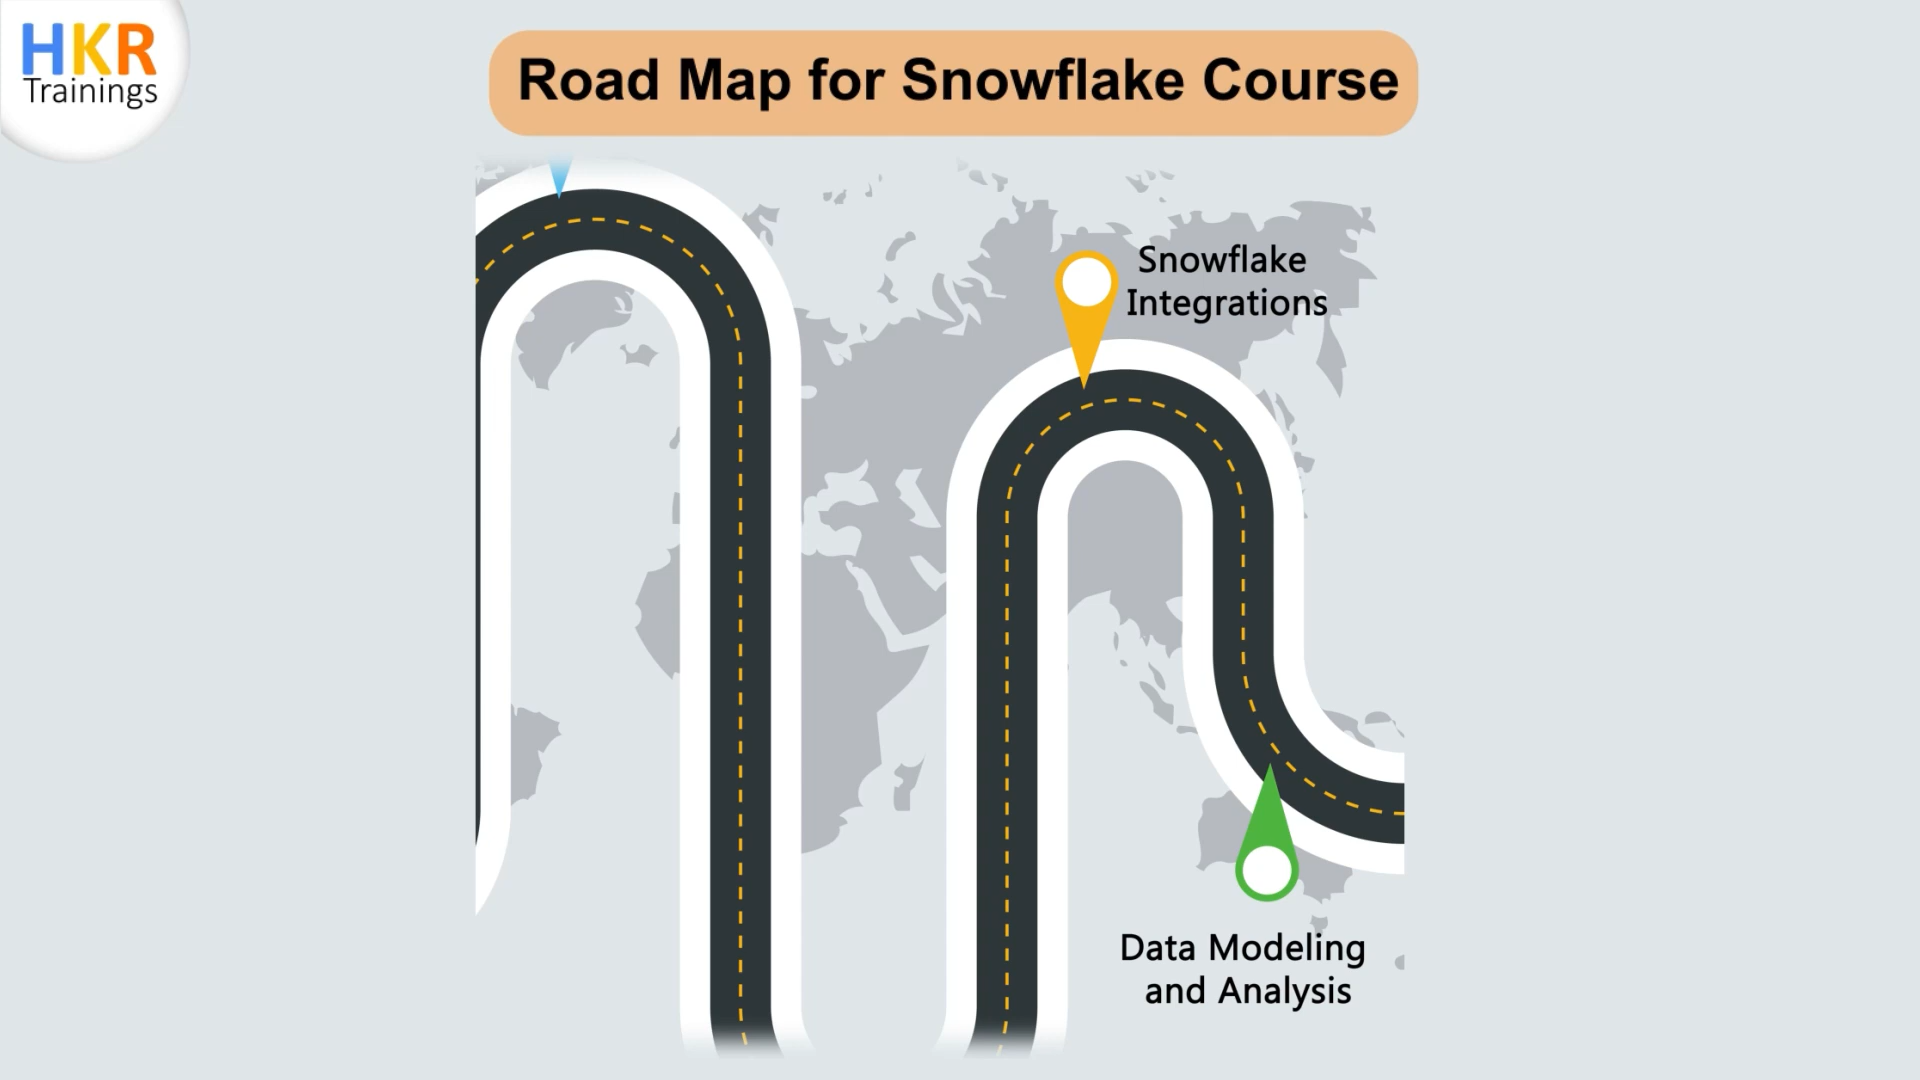 HKR
Trainings
Road Map for Snowflake Course
Snowflake
Integrations
Data Modeling
and Analysis